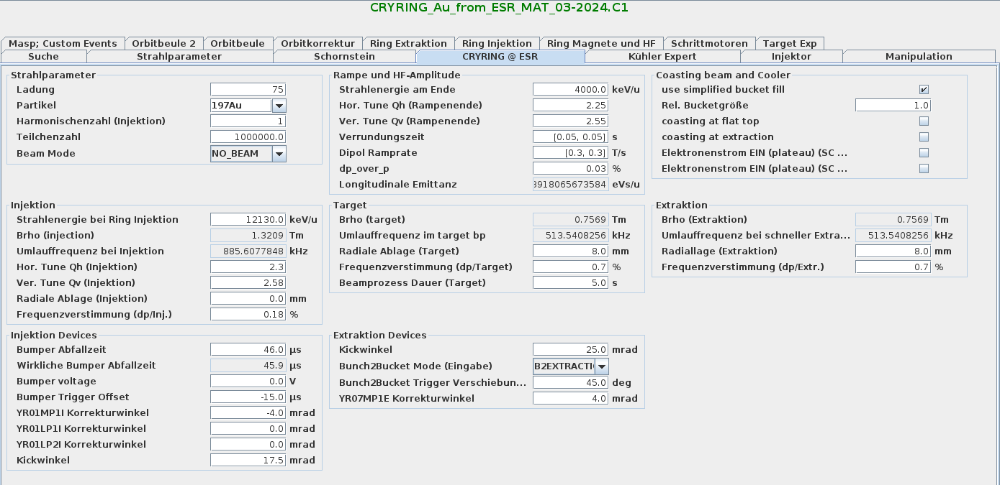 CRYRING_Au_from_ESR_MAT_03-2024.C1
Masp; Custom Events Orbitbeule 2 Orbitbeule Orbitkorrektur Ring Extraktion Ring Injektion Ring Magnete und HF Schrittmotoren Target Exp
Suche Strahlparameter Schornstein CRYRING @ ESR Kühler Expert Injektor Manipulation
Strahlparameter
Ladung 75
Partikel 197Au
Harmonischenzahl (Injektion) 1
Teilchenzahl 1000000.0
Beam Mode NO_BEAM
Rampe und HF-Amplitude
Strahlenergie am Ende 4000.0 keV/u
Hor. Tune Qh (Rampenende) 2.25
Ver. Tune Qv (Rampenende) 2.55
Verrundungszeit [0.05, 0.05] s
Dipol Ramprate [0.3, 0.3] T/s
dp_over_p 0.03 %
Longitudinale Emittanz 3918065673584 eVs/u
Coasting beam and Cooler
use simplified bucket fill
Rel. Bucketgröße 1.0
coasting at flat top
coasting at extraction
Elektronenstrom EIN (plateau) (SC ...
Elektronenstrom EIN (plateau) (SC ...
Injektion
Strahlenergie bei Ring Injektion 12130.0 keV/u
Brho (injection) 1.3209 Tm
Umlauffrequenz bei Injektion 885.6077848 kHz
Hor. Tune Qh (Injektion) 2.3
Ver. Tune Qv (Injektion) 2.58
Radiale Ablage (Injektion) 0.0 mm
Frequenzverstimmung (dp/Inj.) 0.18 %
Target
Brho (target) 0.7569 Tm
Umlauffrequenz im target bp 513.5408256 kHz
Radiale Ablage (Target) 8.0 mm
Frequenzverstimmung (dp/Target) 0.7 %
Beamprozess Dauer (Target) 5.0 s
Extraktion
Brho (Extraktion) 0.7569 Tm
Umlauffrequenz bei schneller Extra... 513.5408256 kHz
Radiallage (Extraktion) 8.0 mm
Frequenzverstimmung (dp/Extr.) 0.7 %
Injektion Devices
Bumper Abfallzeit 46.0 µs
Wirkliche Bumper Abfallzeit 45.9 µs
Bumper voltage 0.0 V
Bumper Trigger Offset -15.0 µs
YR01MP1I Korrekturwinkel -4.0 mrad
YR01LP1I Korrekturwinkel 0.0 mrad
YR01LP2I Korrekturwinkel 0.0 mrad
Kickwinkel 17.5 mrad
Extraktion Devices
Kickwinkel 25.0 mrad
Bunch2Bucket Mode (Eingabe) B2EXTRACTI
Bunch2Bucket Trigger Verschiebun... 45.0 deg
YR07MP1E Korrekturwinkel 4.0 mrad